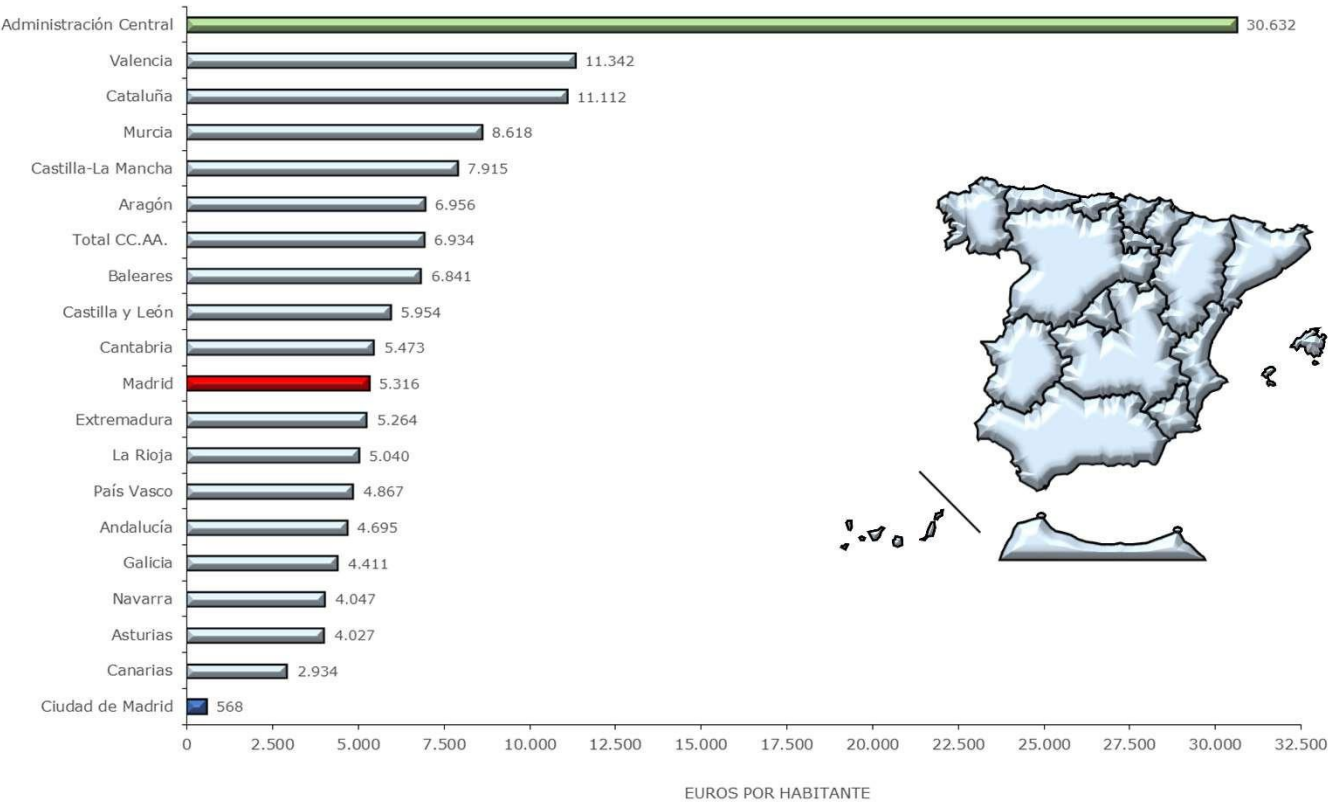 Administración Central 30.632
Valencia 11.342
Cataluña 11.112
Murcia 8.618
Castilla-La Mancha 7.915
Aragón 6.956
Total CC.AA. 6.934
Baleares 6.841
Castilla y León 5.954
Cantabria 5.473
Madrid 5.316
Extremadura 5.264
La Rioja 5.040
País Vasco 4.867
Andalucía 4.695
Galicia 4.411
Navarra 4.047
Asturias 4.027
Canarias 2.934
Ciudad de Madrid 568
0 2.500 5.000 7.500 10.000 12.500 15.000 17.500 20.000 22.500 25.000 27.500 30.000 32.500
EUROS POR HABITANTE